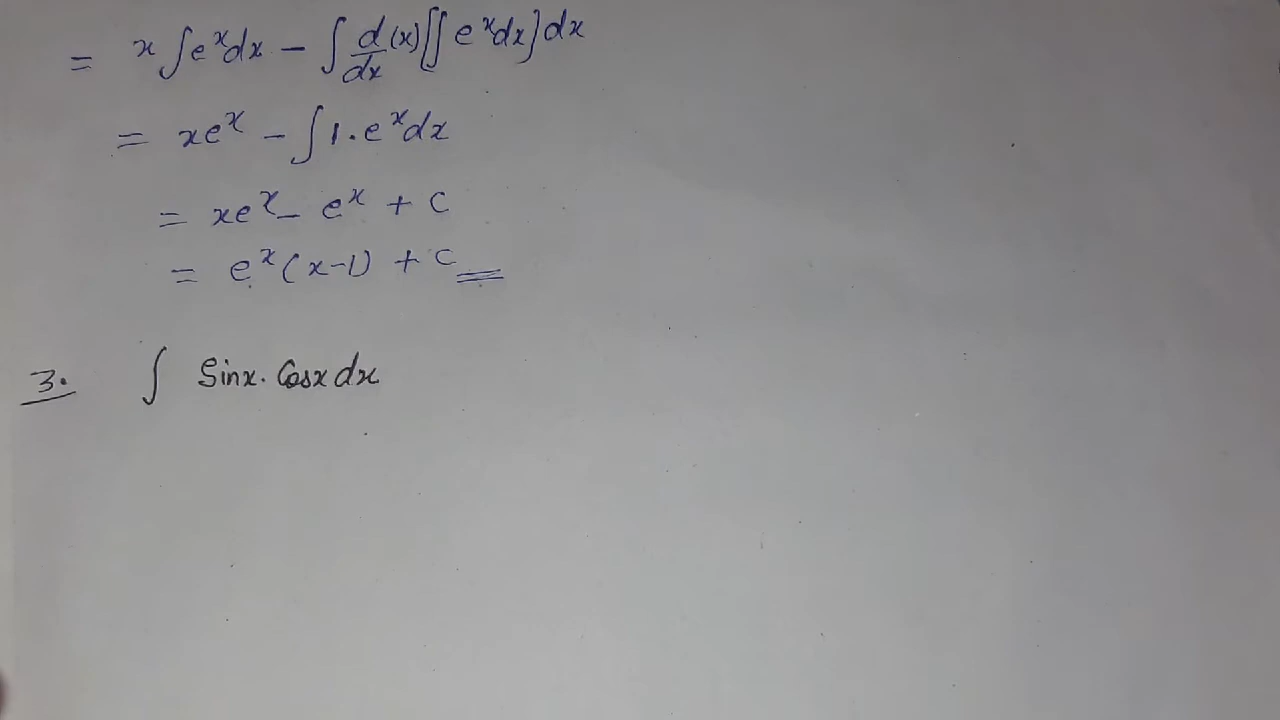 = x ∫e^x dx − ∫ d/dx (x) [∫ e^x dx] dx
= xe^x − ∫ 1. e^x dx
= xe^x − e^x + c
= e^x (x-1) + c
3. ∫ Sinx. Cosx dx